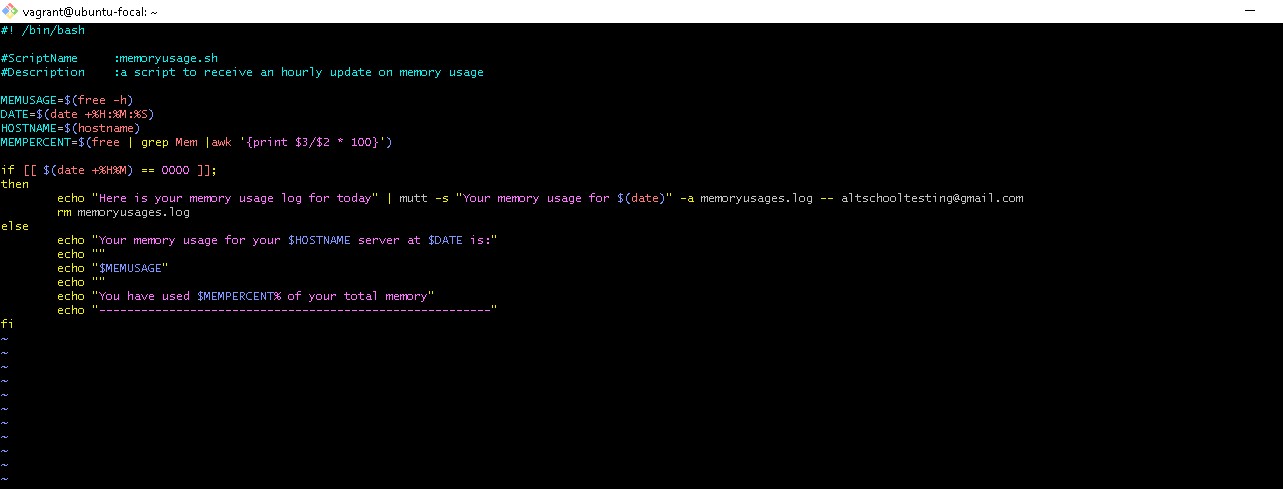 vagrant@ubuntu-focal: ~
#! /bin/bash
#ScriptName     :memoryusage.sh
#Description    :a script to receive an hourly update on memory usage
MEMUSAGE=$(free -h)
DATE=$(date +%H:%M:%S)
HOSTNAME=$(hostname)
MEMPERCENT=$(free | grep Mem |awk '{print $3/$2 * 100}')
if [[ $(date +%H%M) == 0000 ]];
then
        echo "Here is your memory usage log for today" | mutt -s "Your memory usage for $(date)" -a memoryusages.log -- altschooltesting@gmail.com
        rm memoryusages.log
else
        echo "Your memory usage for your $HOSTNAME server at $DATE is:"
        echo ""
        echo "$MEMUSAGE"
        echo ""
        echo "You have used $MEMPERCENT% of your total memory"
        echo "--------------------------------------------------------"
fi
~
~
~
~
~
~
~
~
~
~
~